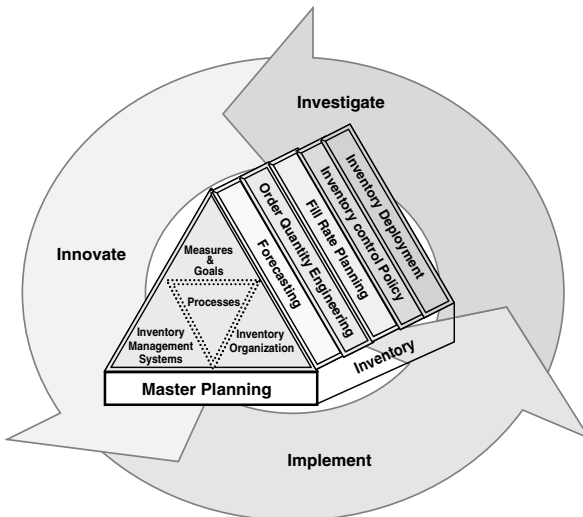 Investigate
Innovate
Measures
&
Goals
Processes
Inventory
Management
Systems
Inventory
Organization
Forecasting
Order Quantity Engineering
Fill Rate Planning
Inventory control Policy
Inventory Deployment
Master Planning
Inventory
Implement